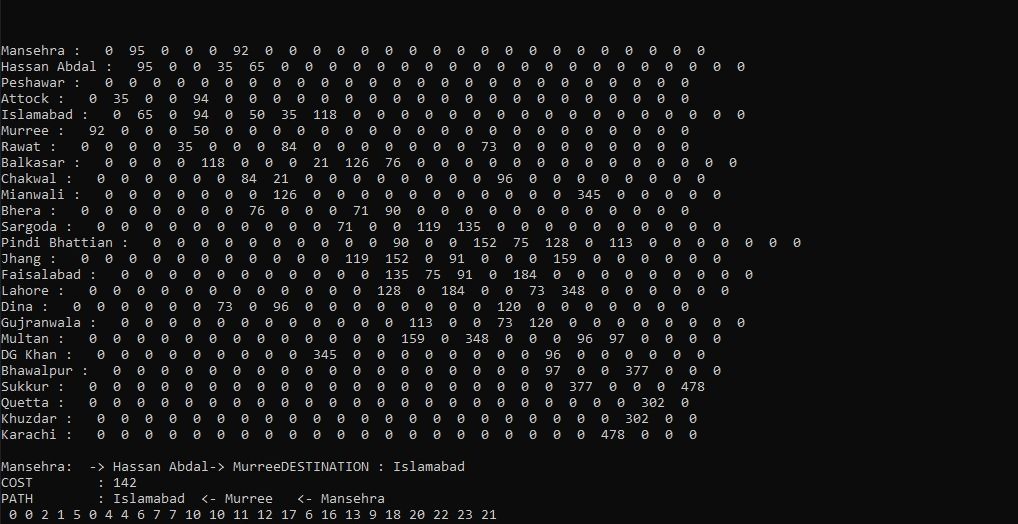 Mansehra :   0  95  0  0  0  92  0  0  0  0  0  0  0  0  0  0  0  0  0  0  0  0  0  0  0
Hassan Abdal :   95  0  0  35  65  0  0  0  0  0  0  0  0  0  0  0  0  0  0  0  0  0  0  0  0
Peshawar :   0  0  0  0  0  0  0  0  0  0  0  0  0  0  0  0  0  0  0  0  0  0  0  0  0
Attock :   0  35  0  0  94  0  0  0  0  0  0  0  0  0  0  0  0  0  0  0  0  0  0  0  0
Islamabad :   0  65  0  94  0  50  35  118  0  0  0  0  0  0  0  0  0  0  0  0  0  0  0  0  0
Murree :   92  0  0  0  50  0  0  0  0  0  0  0  0  0  0  0  0  0  0  0  0  0  0  0  0
Rawat :   0  0  0  0  35  0  0  0  84  0  0  0  0  0  0  0  73  0  0  0  0  0  0  0  0
Balkasar :   0  0  0  0  118  0  0  0  21  126  76  0  0  0  0  0  0  0  0  0  0  0  0  0  0
Chakwal :   0  0  0  0  0  0  84  21  0  0  0  0  0  0  0  0  96  0  0  0  0  0  0  0  0
Mianwali :   0  0  0  0  0  0  0  126  0  0  0  0  0  0  0  0  0  0  0  345  0  0  0  0  0
Bhera :   0  0  0  0  0  0  0  76  0  0  0  71  90  0  0  0  0  0  0  0  0  0  0  0  0
Sargoda :   0  0  0  0  0  0  0  0  0  0  71  0  0  119  135  0  0  0  0  0  0  0  0  0  0
Pindi Bhattian :   0  0  0  0  0  0  0  0  0  0  90  0  0  152  75  128  0  113  0  0  0  0  0  0  0
Jhang :   0  0  0  0  0  0  0  0  0  0  0  119  152  0  91  0  0  0  159  0  0  0  0  0  0
Faisalabad :   0  0  0  0  0  0  0  0  0  0  0  135  75  91  0  184  0  0  0  0  0  0  0  0  0
Lahore :   0  0  0  0  0  0  0  0  0  0  0  0  128  0  184  0  0  73  348  0  0  0  0  0  0
Dina :   0  0  0  0  0  0  73  0  96  0  0  0  0  0  0  0  0  120  0  0  0  0  0  0  0
Gujranwala :   0  0  0  0  0  0  0  0  0  0  0  0  113  0  0  73  120  0  0  0  0  0  0  0  0
Multan :   0  0  0  0  0  0  0  0  0  0  0  0  0  159  0  348  0  0  0  96  97  0  0  0  0
DG Khan :   0  0  0  0  0  0  0  0  0  345  0  0  0  0  0  0  0  0  96  0  0  0  0  0  0
Bhawalpur :   0  0  0  0  0  0  0  0  0  0  0  0  0  0  0  0  0  0  97  0  0  377  0  0  0
Sukkur :   0  0  0  0  0  0  0  0  0  0  0  0  0  0  0  0  0  0  0  0  377  0  0  0  478
Quetta :   0  0  0  0  0  0  0  0  0  0  0  0  0  0  0  0  0  0  0  0  0  0  0  302  0
Khuzdar :   0  0  0  0  0  0  0  0  0  0  0  0  0  0  0  0  0  0  0  0  0  0  302  0  0
Karachi :   0  0  0  0  0  0  0  0  0  0  0  0  0  0  0  0  0  0  0  0  0  478  0  0  0
Mansehra:  -> Hassan Abdal-> MurreeDESTINATION : Islamabad
COST        : 142
PATH        : Islamabad  <- Murree   <- Mansehra
0 0 2 1 5 0 4 4 6 7 7 10 10 11 12 17 6 16 13 9 18 20 22 23 21